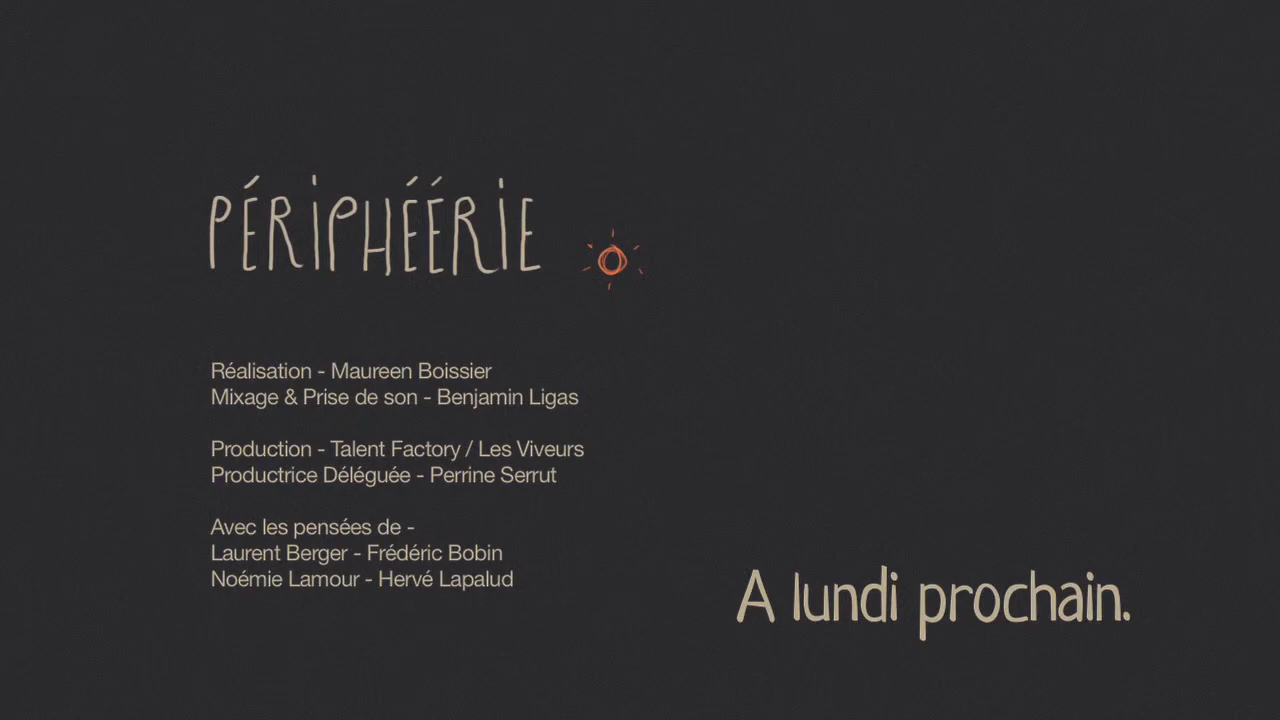 PÉRIPHÉÉRIE
Réalisation - Maureen Boissier
Mixage & Prise de son - Benjamin Ligas
Production - Talent Factory / Les Viveurs
Productrice Déléguée - Perrine Serrut
Avec les pensées de -
Laurent Berger - Frédéric Bobin
Noémie Lamour - Hervé Lapalud
A lundi prochain.